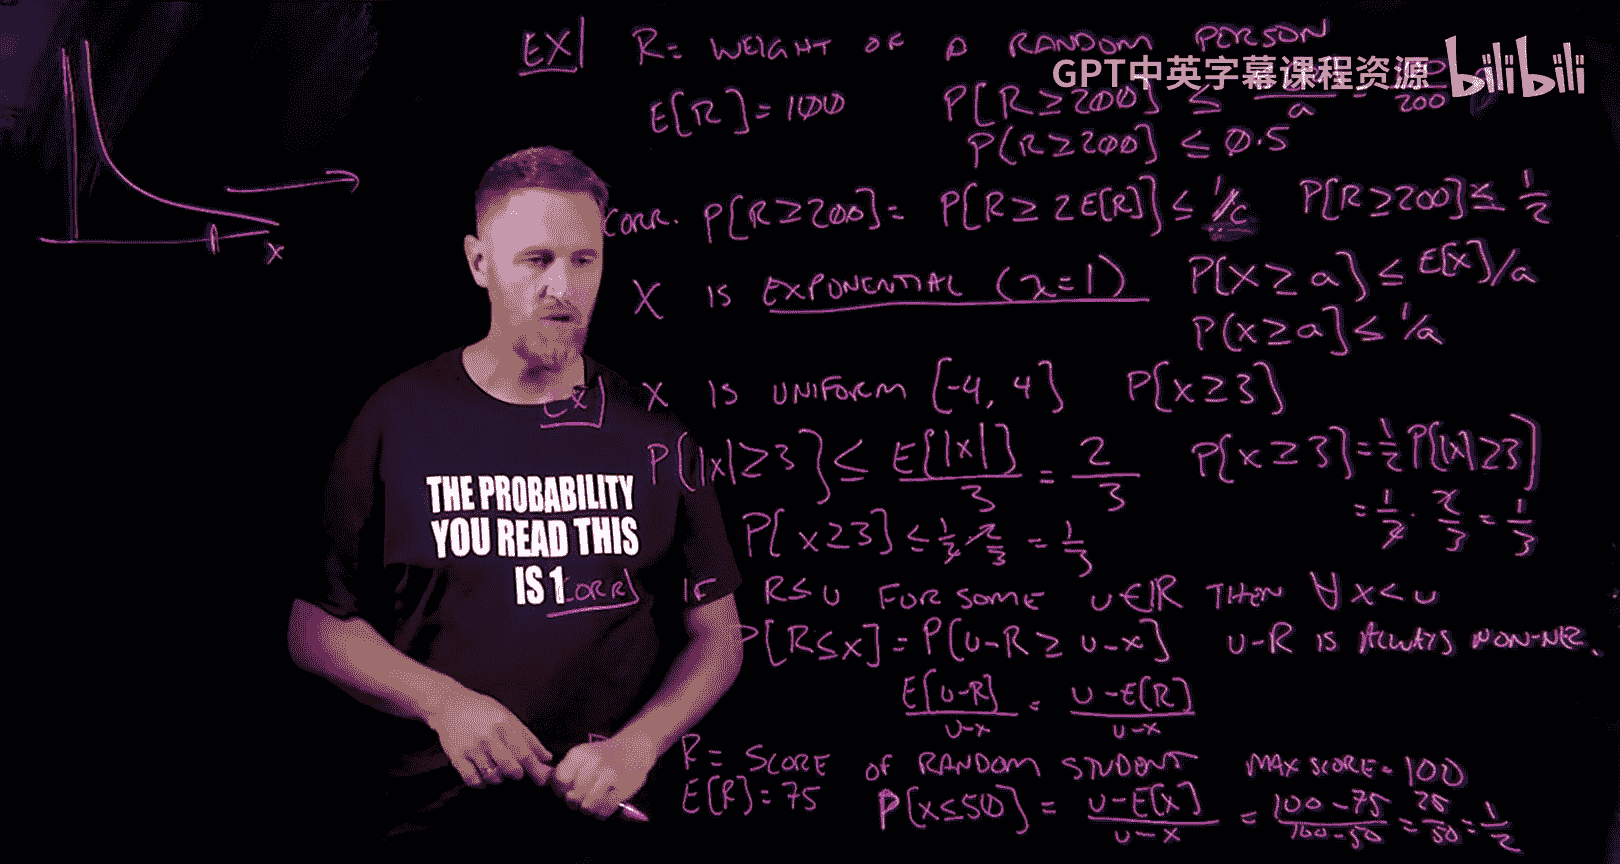 EX| R = WEIGHT OF A RANDOM PERSON
GPT中英字幕课程资源 bilibili
E[R] = 100 P[R ≥ 200] ≤ a = 200
P[R ≥ 200] ≤ 0.5
CORR. P[R ≥ 200] = P[R ≥ 2E[R]] ≤ 1/c P[R ≥ 200] ≤ 1/2
X IS EXPONENTIAL (λ=1) P[X ≥ a] ≤ E[X]/a
P[X ≥ a] ≤ 1/a
X
EX| X IS UNIFORM [-4, 4] P[X ≥ 3]
P[|X| ≥ 3] ≤ E[|X|]/3 = 2/3 P[X ≥ 3] = 1/2 P[|X| ≥ 3]
= 1/2 · 2/3 = 1/3
P[X ≥ 3] ≤ 1/2 · 2/3 = 1/3
THE PROBABILITY
YOU READ THIS
IS 1
CORR| IF R ≤ U FOR SOME U ∈ ℝ THEN ∀ X < U
P[R ≤ X] = P[U-R ≥ U-X] U-R IS ALWAYS NON-NEG.
E[U-R]/U-X = U-E[R]/U-X
R = SCORE OF RANDOM STUDENT MAX SCORE = 100
E[R] = 75 P[X ≤ 50] = U-E[X]/U-X = 100-75/100-50 = 25/50 = 1/2